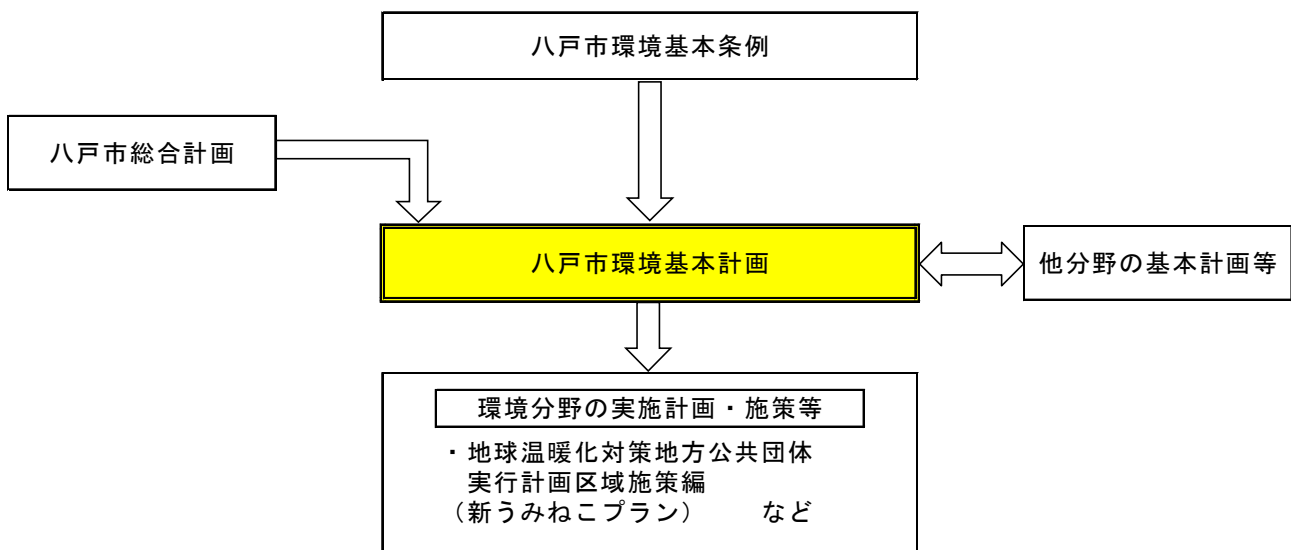 八戸市環境基本条例
八戸市総合計画
八戸市環境基本計画
他分野の基本計画等
環境分野の実施計画・施策等
・地球温暖化対策地方公共団体
実行計画区域施策編
（新うみねこプラン）　　など